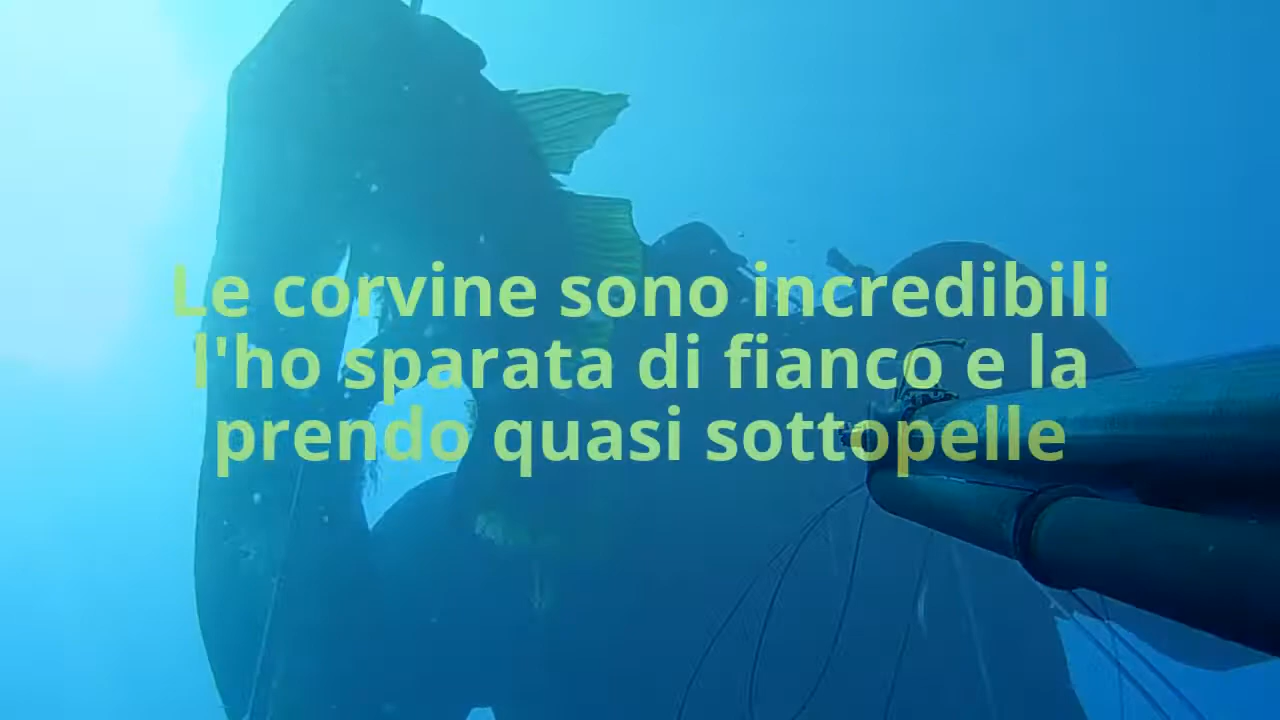 Le corvine sono incredibili
l'ho sparata di fianco e la
prendo quasi sottopelle